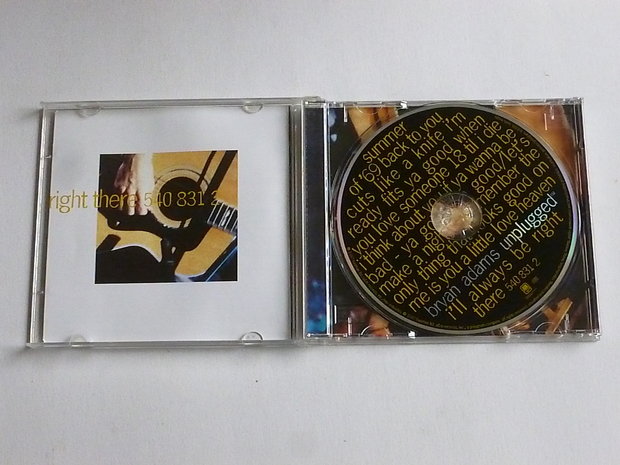 right there 540 831 2
summer
of '69 back to you
cuts like a knife i'm
ready fits ya good when
you love someone 18 'til i die
think about it if ya wanna be
bad - ya gotta be good/let's
make a night to remember the
only thing that looks good on
me is you a little love heaven
bryan adams unplugged
i'll always be right
there 540 831 2